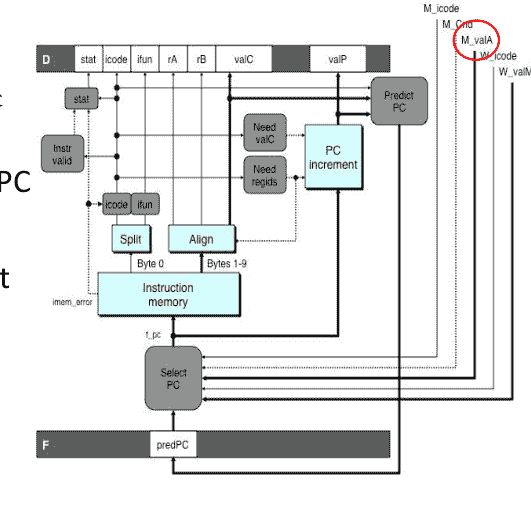 M_icode
M_Cnd
M_valA
W_icode
W_valM
D stat icode ifun rA rB valC valP
stat
Predict
PC
Instr
valid
Need
valC
PC
increment
Need
regids
PC
icode ifun
Split Align
t
Byte 0 Bytes 1-9
Instruction
memory
imem_error
f_pc
Select
PC
F predPC